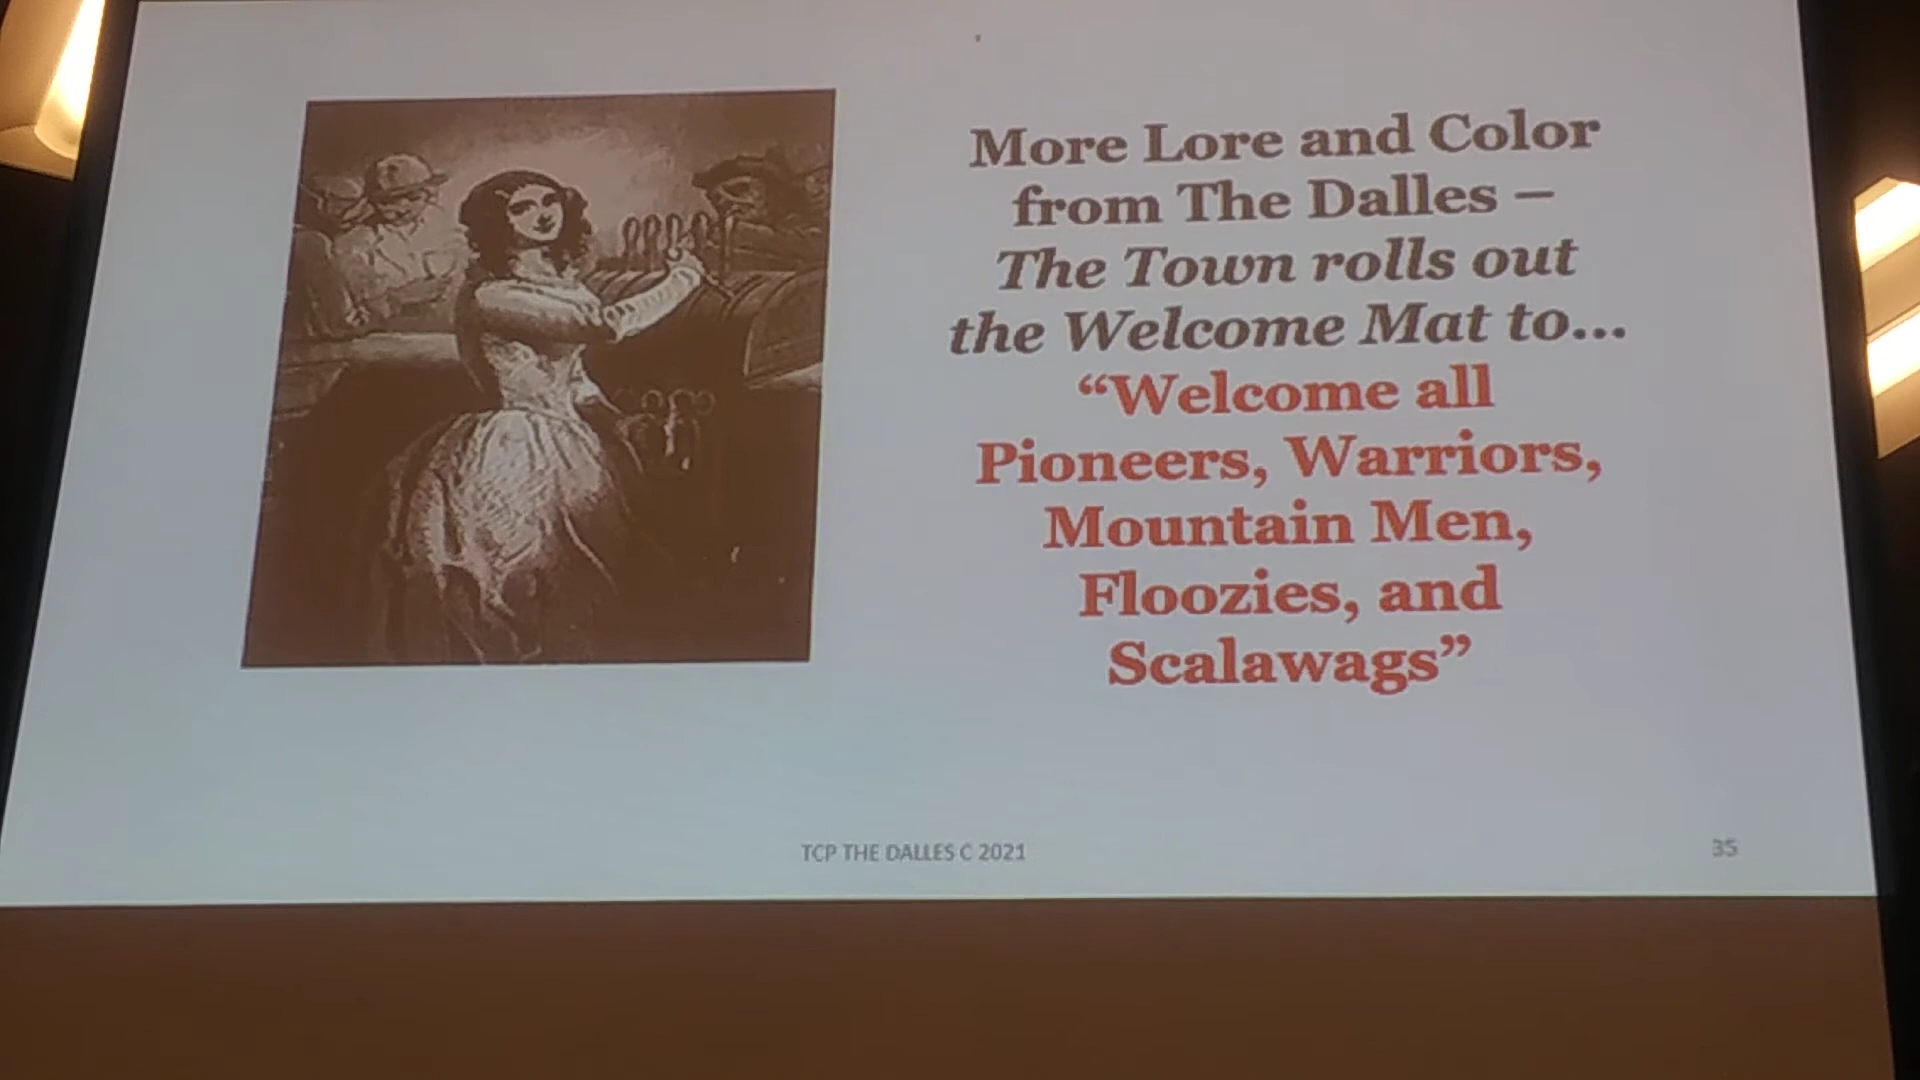 More Lore and Color
from The Dalles –
The Town rolls out
the Welcome Mat to...
“Welcome all
Pioneers, Warriors,
Mountain Men,
Floozies, and
Scalawags”
TCP THE DALLES C 2021
35